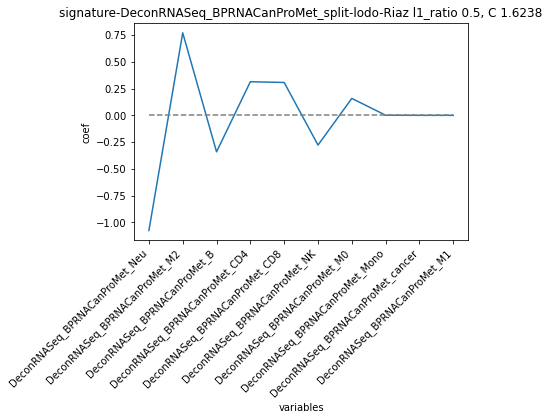 signature-DeconRNASeq_BPRNACanProMet_split-lodo-Riaz l1_ratio 0.5, C 1.6238
0.75
0.50
0.25
0.00
−0.25
−0.50
−0.75
−1.00
coef
DeconRNASeq_BPRNACanProMet_Neu
DeconRNASeq_BPRNACanProMet_M2
DeconRNASeq_BPRNACanProMet_B
DeconRNASeq_BPRNACanProMet_CD4
DeconRNASeq_BPRNACanProMet_CD8
DeconRNASeq_BPRNACanProMet_NK
DeconRNASeq_BPRNACanProMet_M0
DeconRNASeq_BPRNACanProMet_Mono
DeconRNASeq_BPRNACanProMet_cancer
DeconRNASeq_BPRNACanProMet_M1
variables